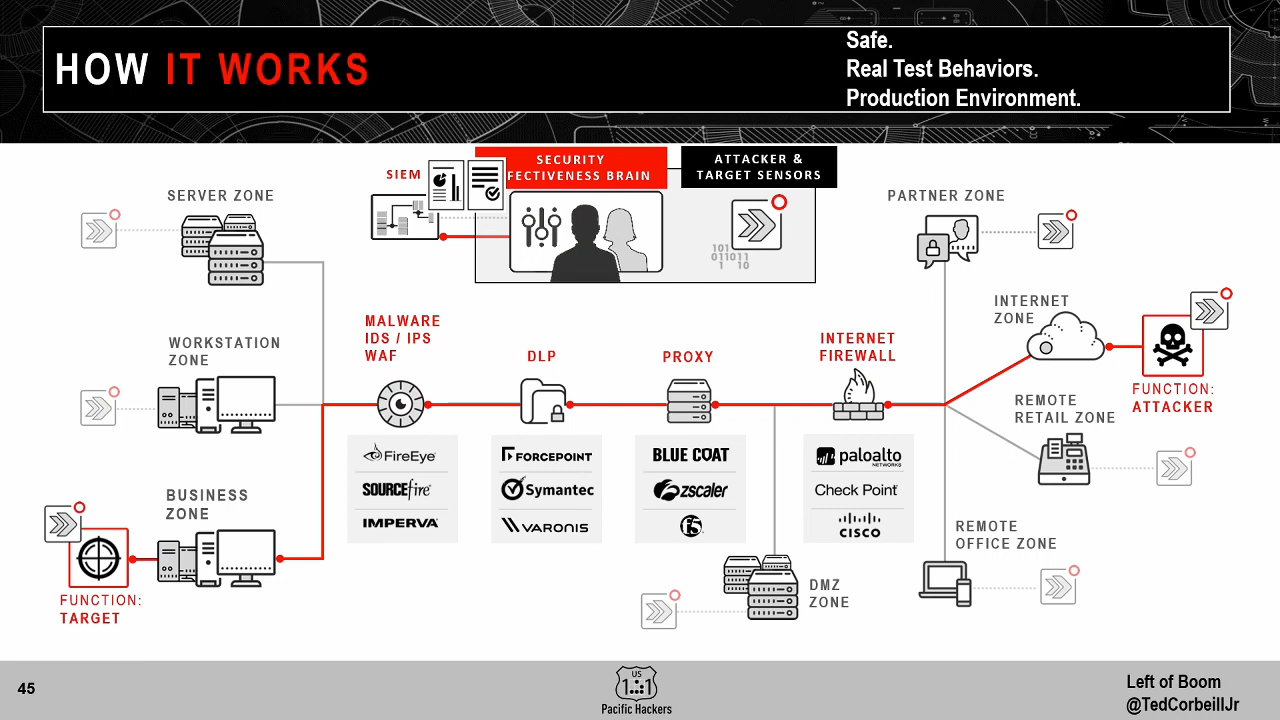 HOW IT WORKS
Safe.
Real Test Behaviors.
Production Environment.
SECURITY
FECTIVENESS BRAIN
ATTACKER &
TARGET SENSORS
SIEM
101
011011
1 10
SERVER ZONE
PARTNER ZONE
INTERNET
ZONE
WORKSTATION
ZONE
MALWARE
IDS / IPS
WAF
DLP
PROXY
INTERNET
FIREWALL
FUNCTION:
ATTACKER
REMOTE
RETAIL ZONE
FireEye
SOURCEfire
IMPERVA
FORCEPOINT
Symantec
VARONIS
BLUE COAT
zscaler
f5
paloalto
NETWORKS
Check Point
CISCO
BUSINESS
ZONE
REMOTE
OFFICE ZONE
DMZ
ZONE
FUNCTION:
TARGET
45
US
1 1
Pacific Hackers
Left of Boom
@TedCorbeillJr